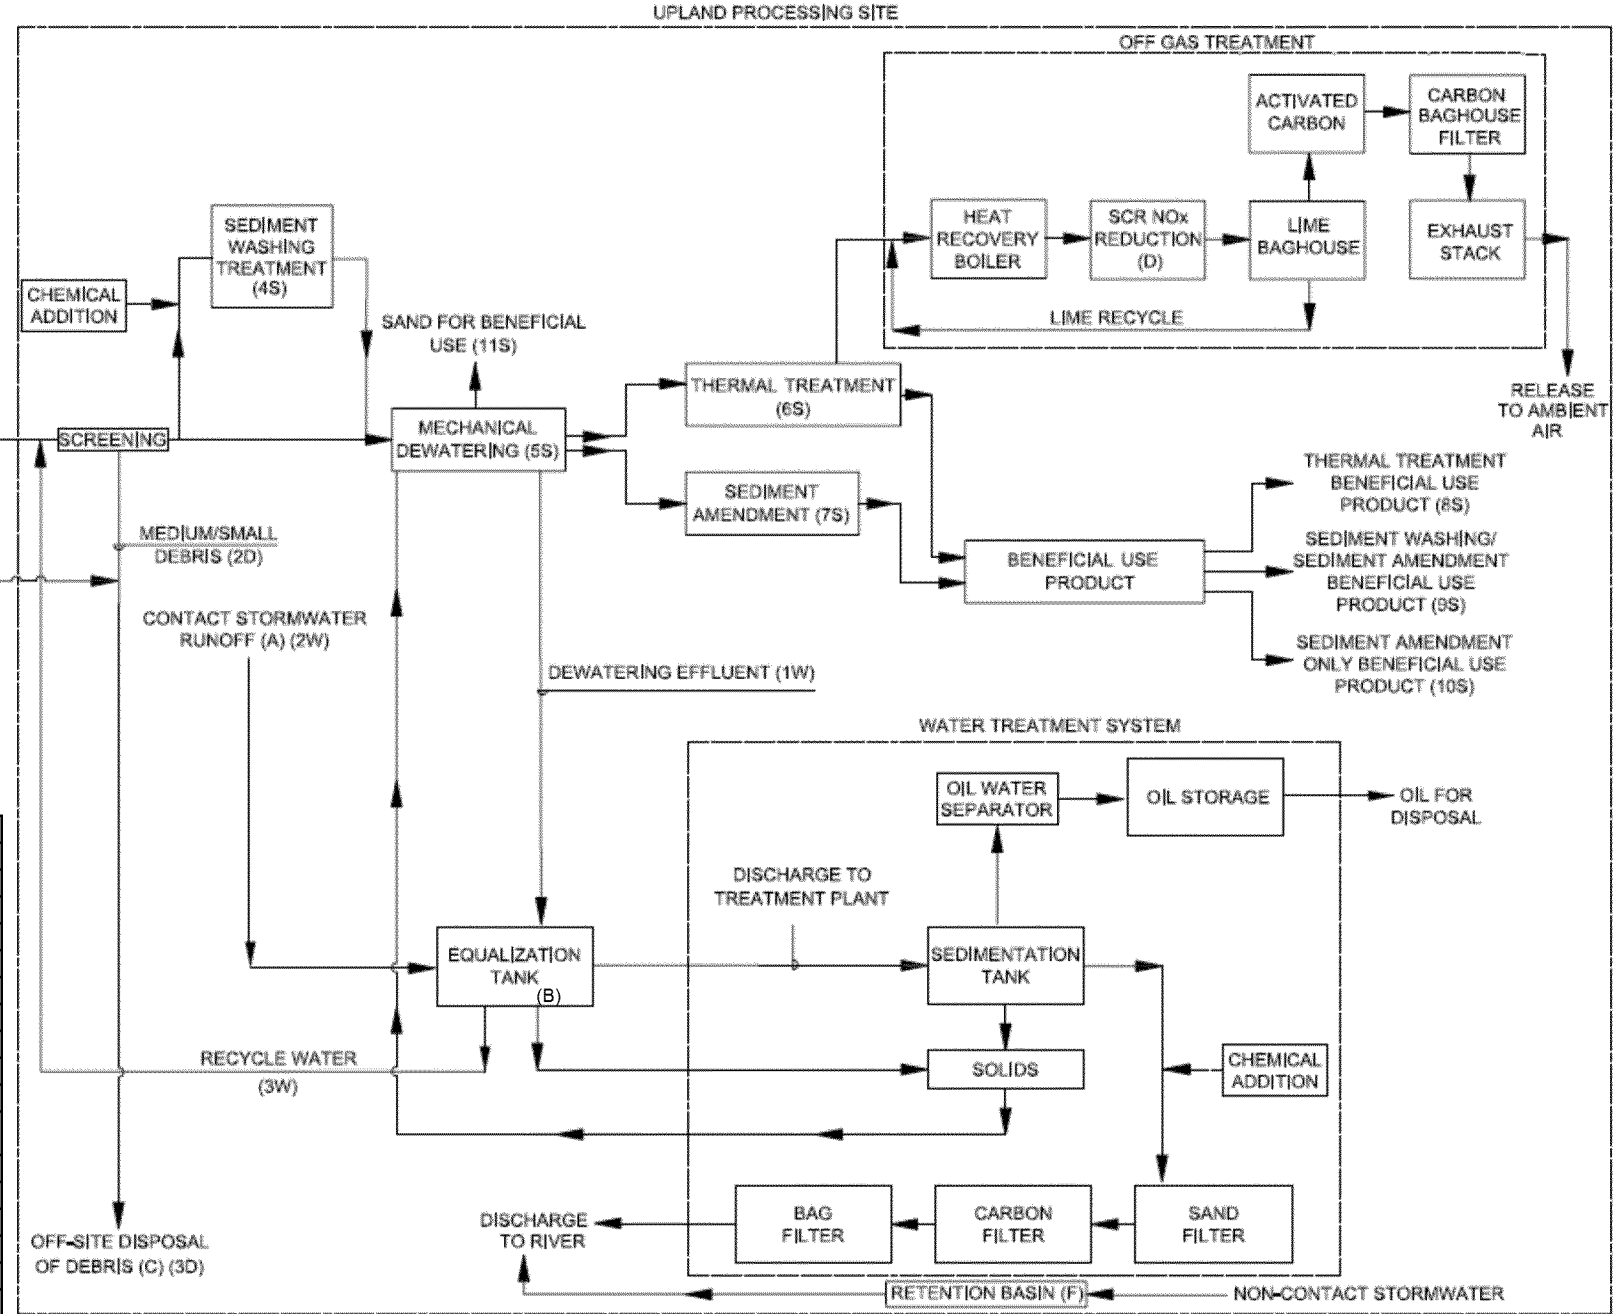 UPLAND PROCESSING SITE
OFF GAS TREATMENT
ACTIVATED
CARBON
CARBON
BAGHOUSE
FILTER
HEAT
RECOVERY
BOILER
SCR NOx
REDUCTION
(D)
LIME
BAGHOUSE
EXHAUST
STACK
LIME RECYCLE
RELEASE
TO AMBIENT
AIR
SEDIMENT
WASHING
TREATMENT
(4S)
CHEMICAL
ADDITION
SAND FOR BENEFICIAL
USE (11S)
SCREENING
MECHANICAL
DEWATERING (5S)
THERMAL TREATMENT
(6S)
SEDIMENT
AMENDMENT (7S)
BENEFICIAL USE
PRODUCT
THERMAL TREATMENT
BENEFICIAL USE
PRODUCT (8S)
SEDIMENT WASHING/
SEDIMENT AMENDMENT
BENEFICIAL USE
PRODUCT (9S)
SEDIMENT AMENDMENT
ONLY BENEFICIAL USE
PRODUCT (10S)
MEDIUM/SMALL
DEBRIS (2D)
CONTACT STORMWATER
RUNOFF (A) (2W)
DEWATERING EFFLUENT (1W)
WATER TREATMENT SYSTEM
OIL WATER
SEPARATOR
OIL STORAGE
OIL FOR
DISPOSAL
DISCHARGE TO
TREATMENT PLANT
EQUALIZATION
TANK
(B)
SEDIMENTATION
TANK
RECYCLE WATER
(3W)
SOLIDS
CHEMICAL
ADDITION
OFF-SITE DISPOSAL
OF DEBRIS (C) (3D)
DISCHARGE
TO RIVER
BAG
FILTER
CARBON
FILTER
SAND
FILTER
RETENTION BASIN (F)
NON-CONTACT STORMWATER